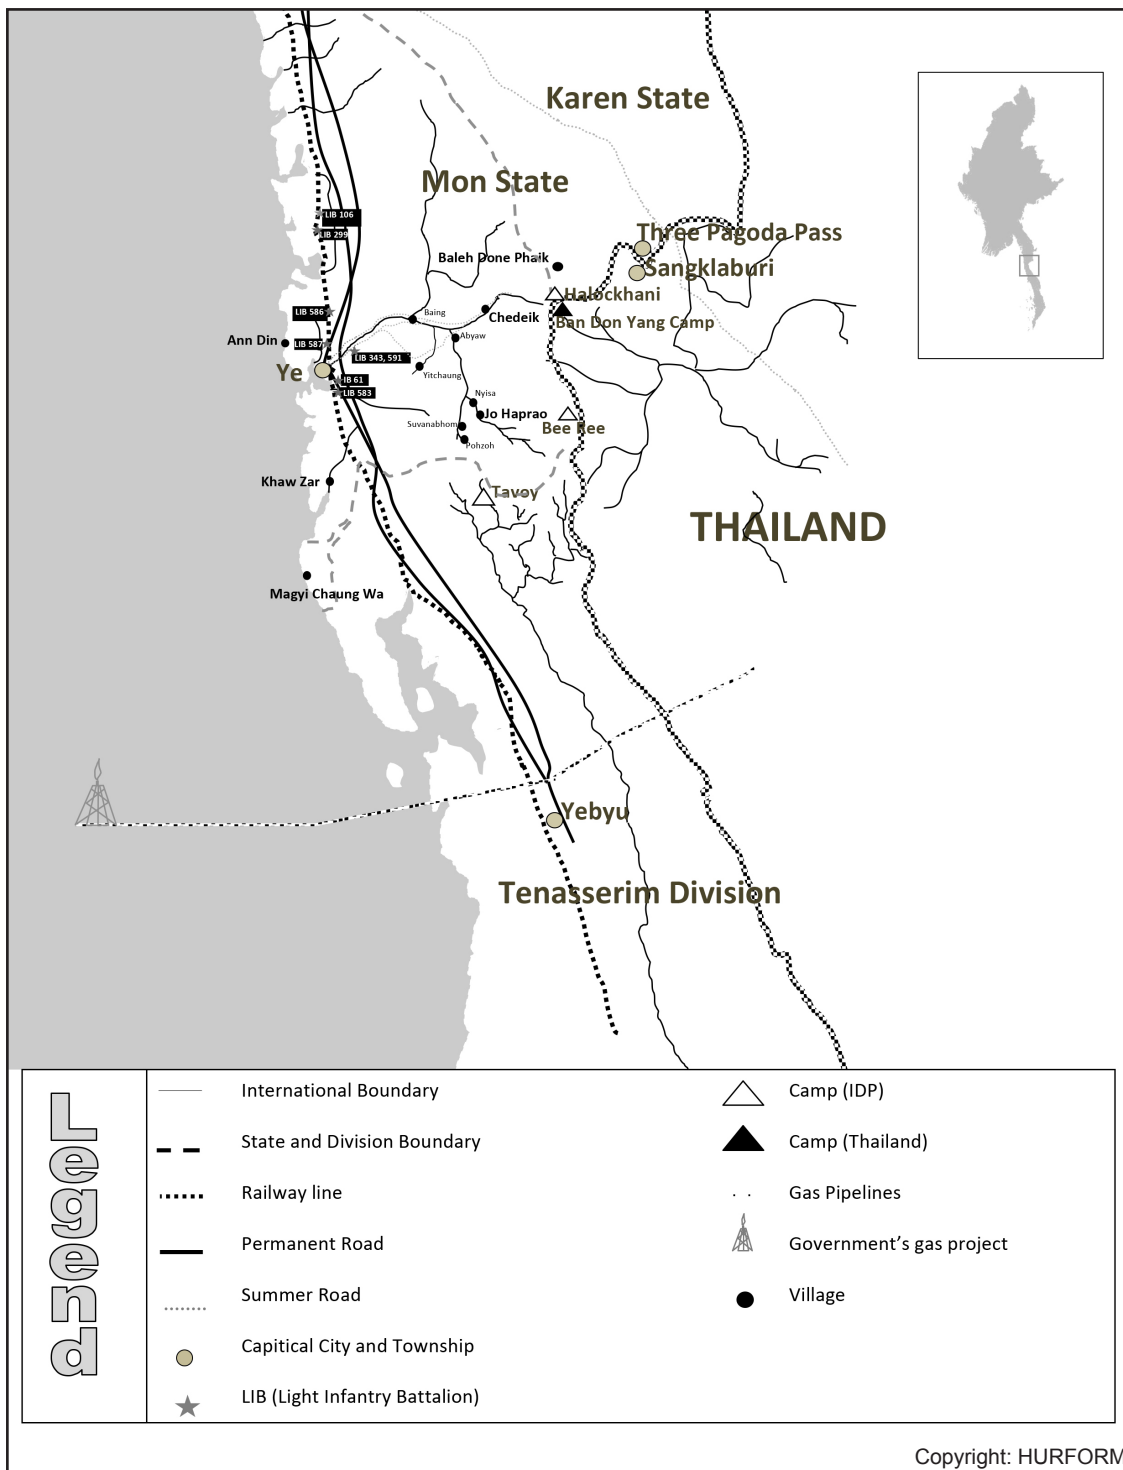 Karen State
Mon State
Three Pagoda Pass
Sangklaburi
LIB 106
LIB 299
Baleh Done Phaik
Halockhani
Ban Don Yang Camp
LIB 586
Baing
Chedeik
Ann Din
LIB 587
Abyaw
LIB 343, 591
Ye
Yitchaung
IB 61
LIB 583
Nyisa
Jo Haprao
Suvanabhom
Bee Ree
Pohzoh
Khaw Zar
Tavoy
THAILAND
Magyi Chaung Wa
Yebyu
Tenasserim Division
Legend
International Boundary
State and Division Boundary
Railway line
Permanent Road
Summer Road
Capitical City and Township
LIB (Light Infantry Battalion)
Camp (IDP)
Camp (Thailand)
Gas Pipelines
Government's gas project
Village
Copyright: HURFORM